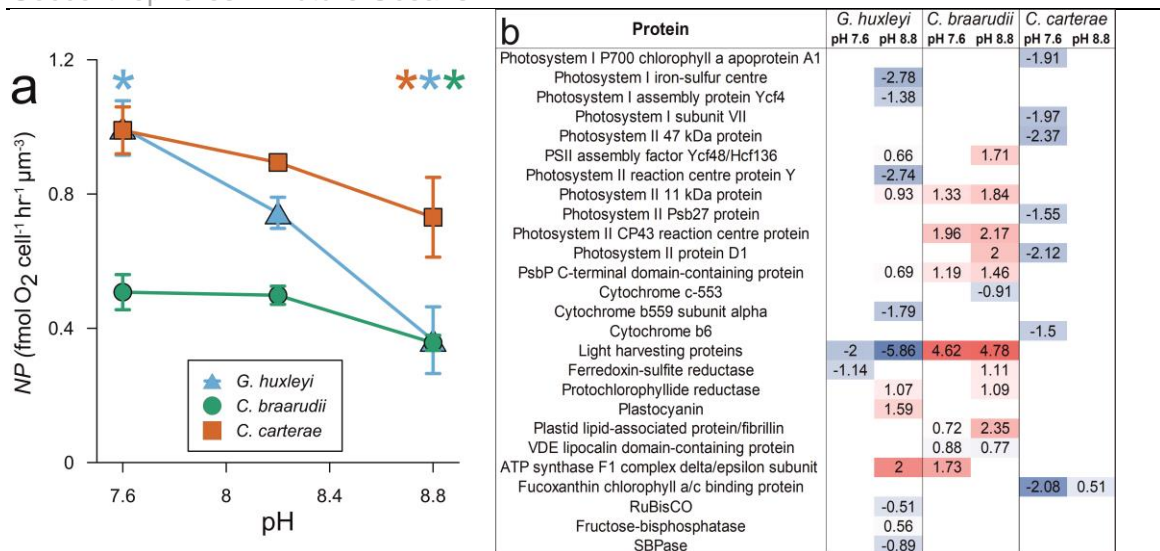 a
NP (fmol O₂ cell⁻¹ hr⁻¹ μm⁻³)
1.2
0.8
0.4
0
* * * *
G. huxleyi
C. braarudii
C. carterae
7.6 8 8.4 8.8
pH
b Protein G. huxleyi C. braarudii C. carterae
pH 7.6 pH 8.8 pH 7.6 pH 8.8 pH 7.6 pH 8.8
Photosystem I P700 chlorophyll a apoprotein A1 -1.91
Photosystem I iron-sulfur centre -2.78
Photosystem I assembly protein Ycf4 -1.38
Photosystem I subunit VII -1.97
Photosystem II 47 kDa protein -2.37
PSII assembly factor Ycf48/Hcf136 0.66 1.71
Photosystem II reaction centre protein Y -2.74
Photosystem II 11 kDa protein 0.93 1.33 1.84
Photosystem II Psb27 protein -1.55
Photosystem II CP43 reaction centre protein 1.96 2.17
Photosystem II protein D1 2 -2.12
PsbP C-terminal domain-containing protein 0.69 1.19 1.46
Cytochrome c-553 -0.91
Cytochrome b559 subunit alpha -1.79
Cytochrome b6 -1.5
Light harvesting proteins -2 -5.86 4.62 4.78
Ferredoxin-sulfite reductase -1.14 1.11
Protochlorophyllide reductase 1.07 1.09
Plastocyanin 1.59
Plastid lipid-associated protein/fibrillin 0.72 2.35
VDE lipocalin domain-containing protein 0.88 0.77
ATP synthase F1 complex delta/epsilon subunit 2 1.73
Fucoxanthin chlorophyll a/c binding protein -2.08 0.51
RuBisCO -0.51
Fructose-bisphosphatase 0.56
SBPase -0.89